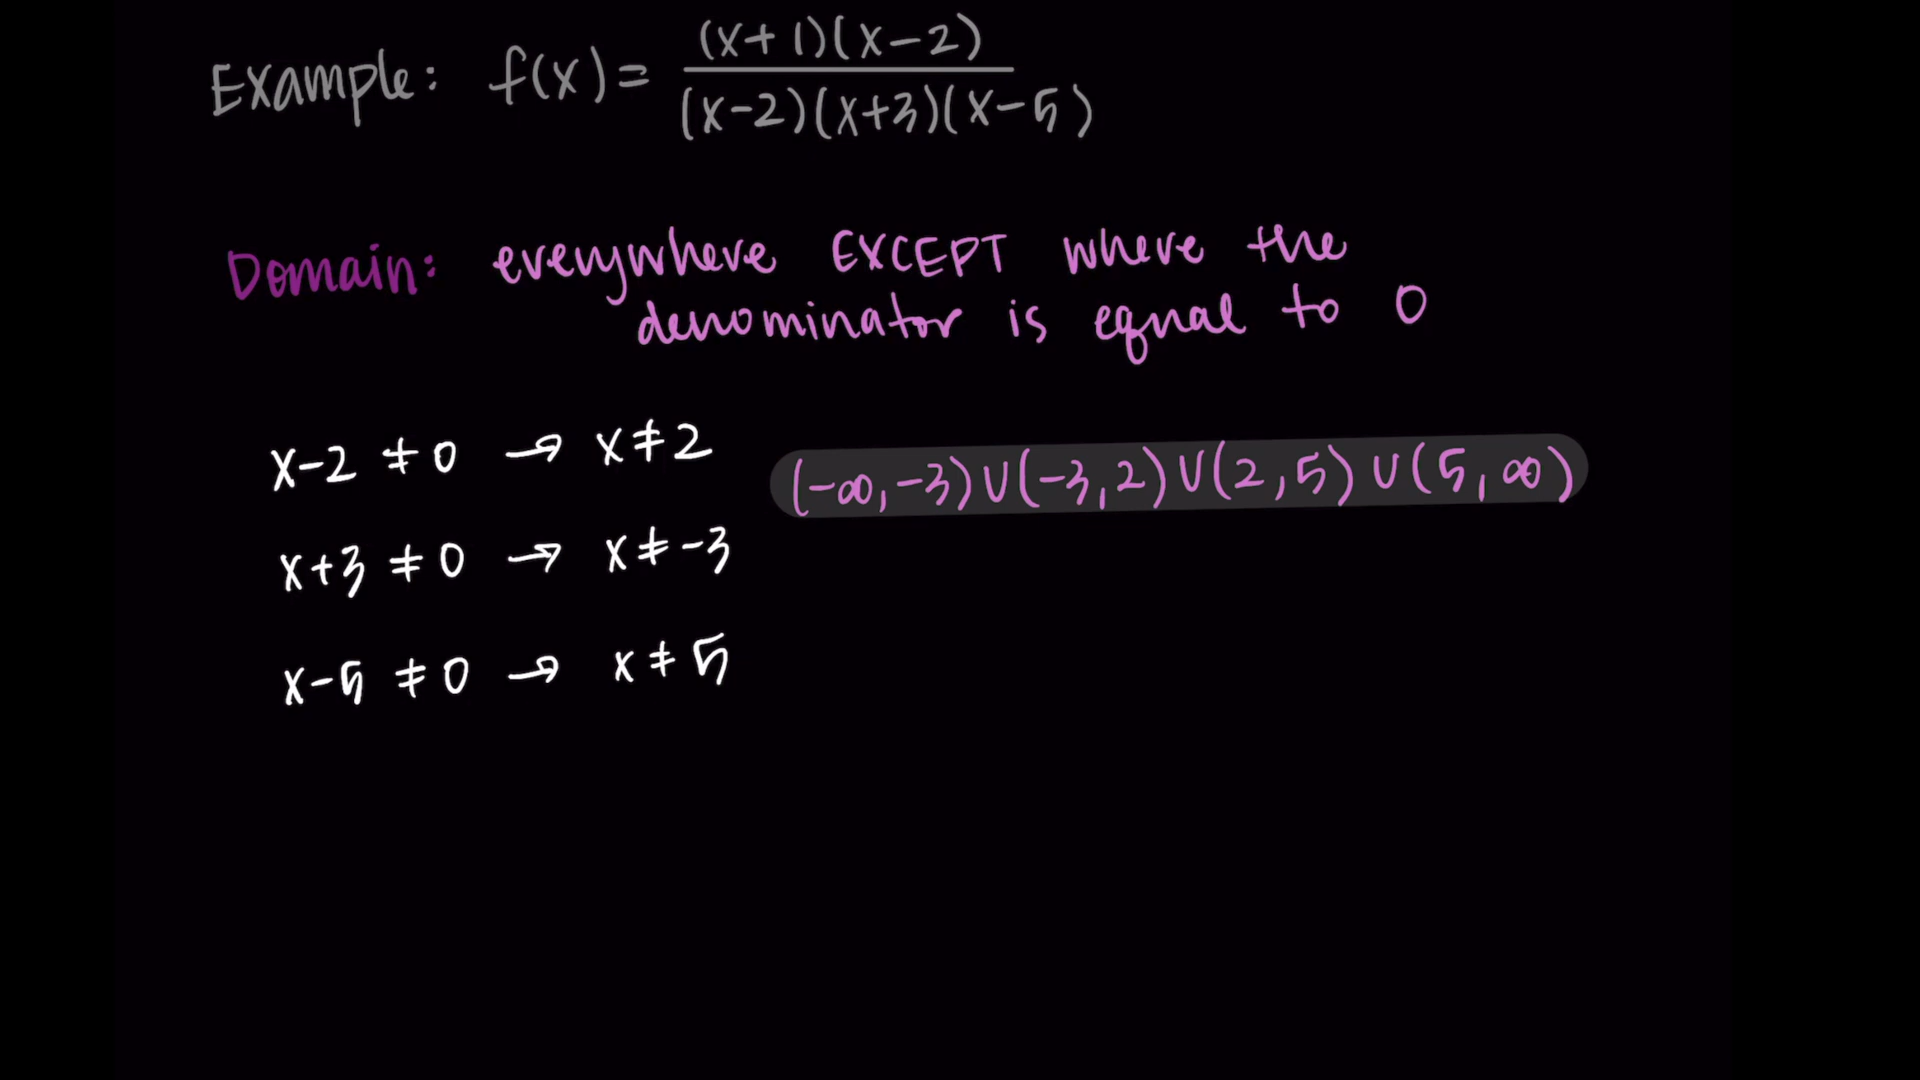 Example: f(x) = (x+1)(x-2)
(x-2)(x+3)(x-5)
Domain: everywhere EXCEPT where the
denominator is equal to 0
x-2 ≠ 0 → x ≠ 2
(-∞, -3) ∪ (-3, 2) ∪ (2, 5) ∪ (5, ∞)
x+3 ≠ 0 → x ≠ -3
x-5 ≠ 0 → x ≠ 5